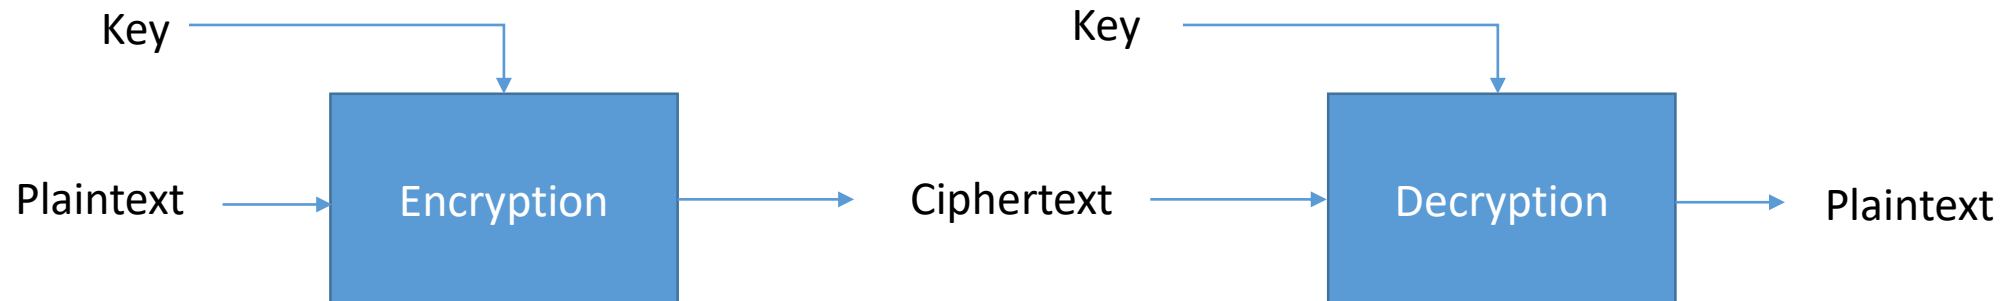 Key
Key
Plaintext
Encryption
Ciphertext
Decryption
Plaintext